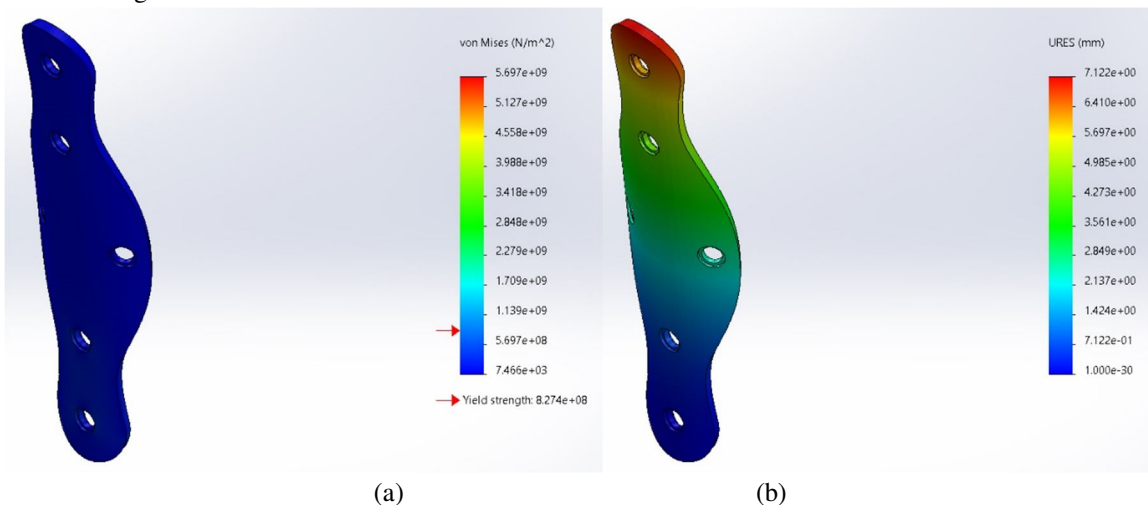 von Mises (N/m^2)
5.697e+09
5.127e+09
4.558e+09
3.988e+09
3.418e+09
2.848e+09
2.279e+09
1.709e+09
1.139e+09
5.697e+08
7.466e+03
Yield strength: 8.274e+08
URES (mm)
7.122e+00
6.410e+00
5.697e+00
4.985e+00
4.273e+00
3.561e+00
2.849e+00
2.137e+00
1.424e+00
7.122e-01
1.000e-30
(a)
(b)